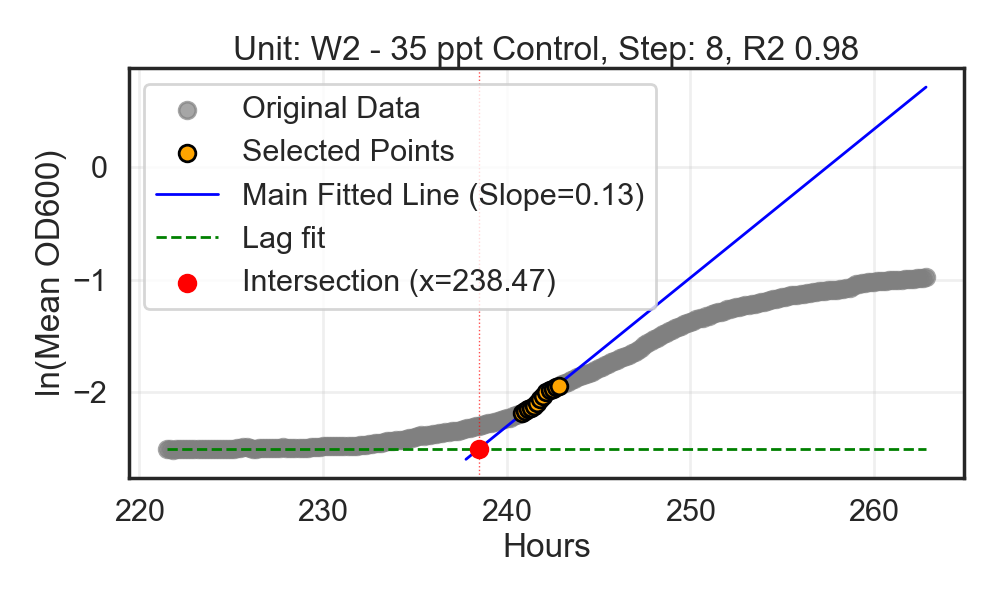 Unit: W2 - 35 ppt Control, Step: 8, R2 0.98
Original Data
Selected Points
Main Fitted Line (Slope=0.13)
Lag fit
Intersection (x=238.47)
ln(Mean OD600)
0
−1
−2
220 230 240 250 260
Hours